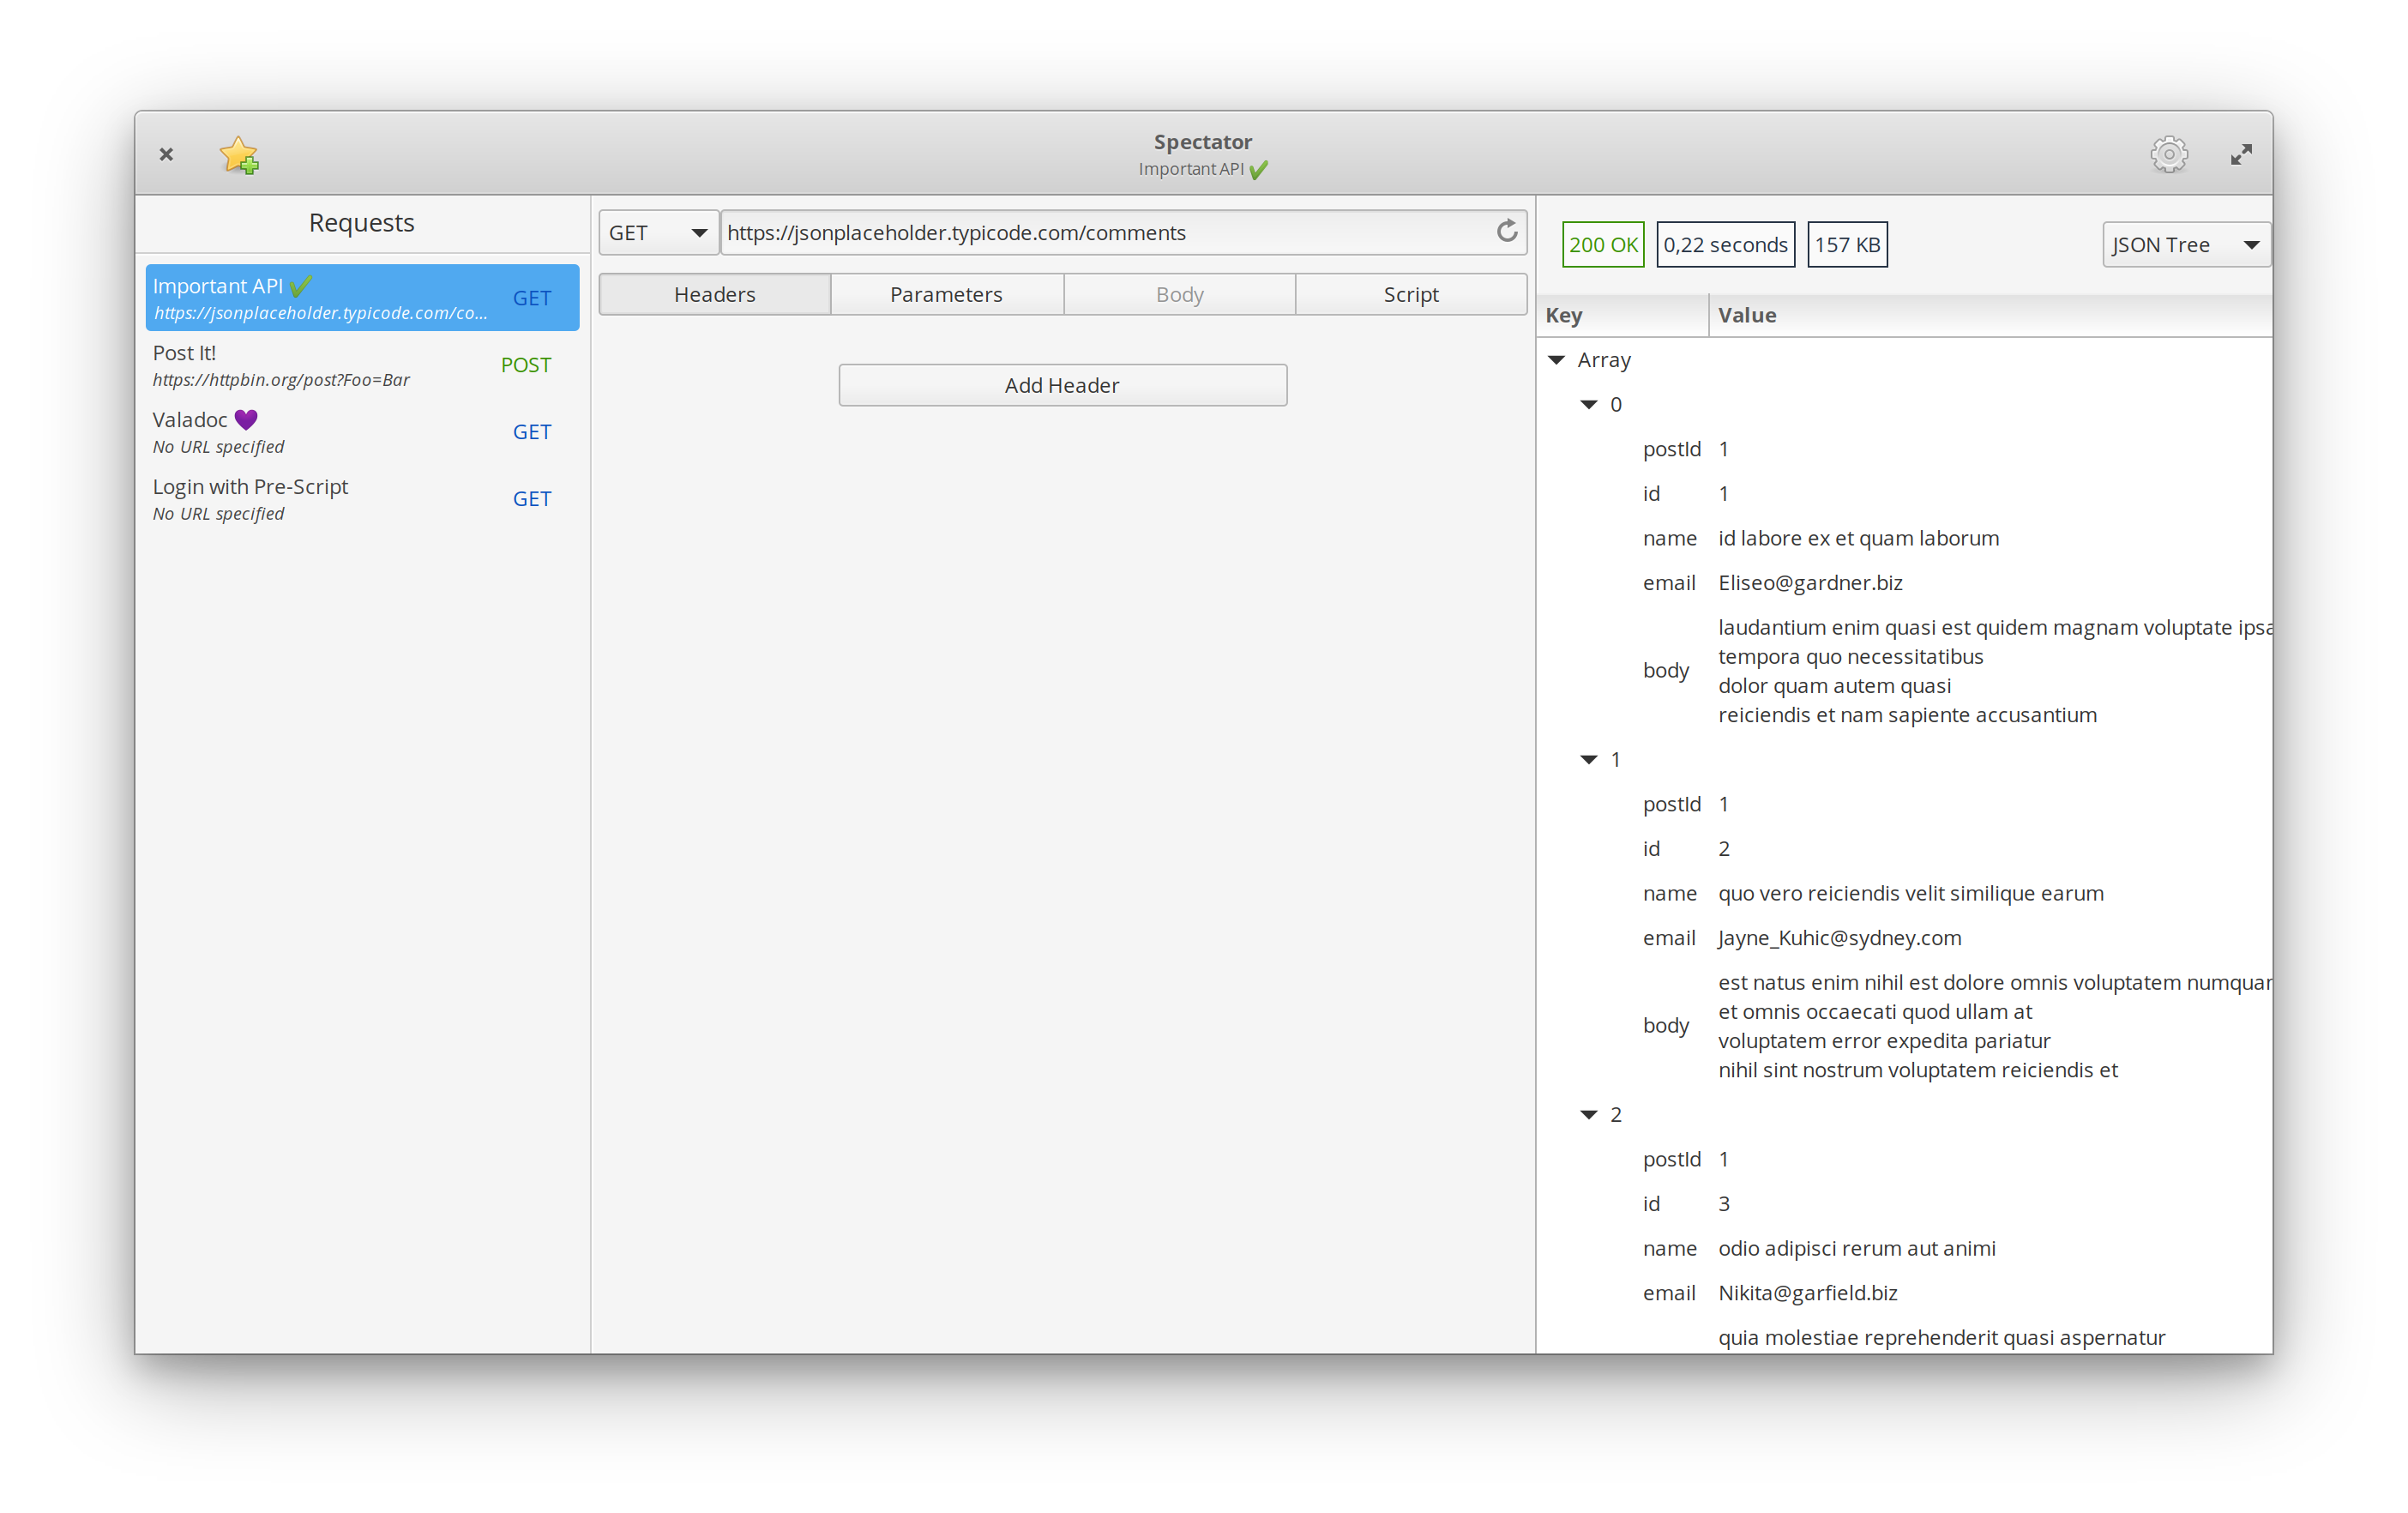 Spectator
Important API ✔
Requests
Important API ✔
GET
https://jsonplaceholder.typicode.com/co...
Post It!
POST
https://httpbin.org/post?Foo=Bar
Valadoc 💜
GET
No URL specified
Login with Pre-Script
GET
No URL specified
GET
https://jsonplaceholder.typicode.com/comments
Headers
Parameters
Body
Script
Add Header
200 OK
0,22 seconds
157 KB
JSON Tree
Key Value
Array
0
postId 1
id 1
name id labore ex et quam laborum
email Eliseo@gardner.biz
body
laudantium enim quasi est quidem magnam voluptate
tempora quo necessitatibus
dolor quam autem quasi
reiciendis et nam sapiente accusantium
1
postId 1
id 2
name quo vero reiciendis velit similique earum
email Jayne_Kuhic@sydney.com
body
est natus enim nihil est dolore omnis voluptatem
et omnis occaecati quod ullam at
voluptatem error expedita pariatur
nihil sint nostrum voluptatem reiciendis et
2
postId 1
id 3
name odio adipisci rerum aut animi
email Nikita@garfield.biz
quia molestiae reprehenderit quasi aspernatur